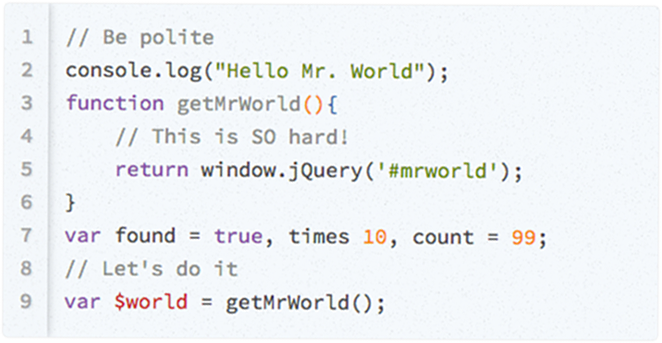 1 // Be polite
2 console.log("Hello Mr. World");
3 function getMrWorld(){
4     // This is SO hard!
5     return window.jQuery('#mrworld');
6 }
7 var found = true, times 10, count = 99;
8 // Let's do it
9 var $world = getMrWorld();